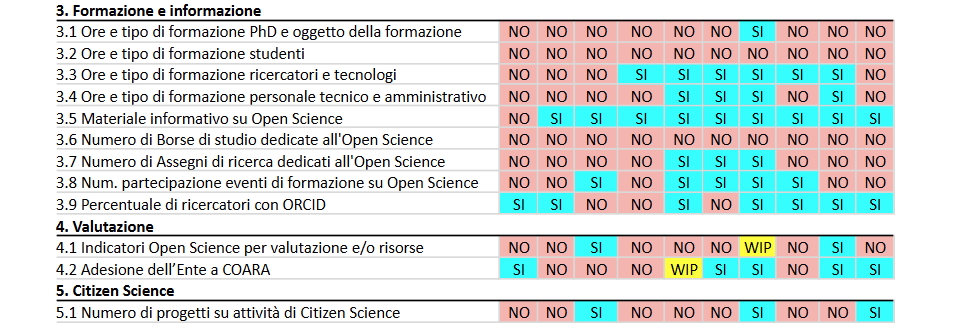 3. Formazione e informazione
3.1 Ore e tipo di formazione PhD e oggetto della formazione NO NO NO NO NO NO SI NO NO NO
3.2 Ore e tipo di formazione studenti NO NO NO NO NO NO NO NO NO NO
3.3 Ore e tipo di formazione ricercatori e tecnologi NO NO NO SI SI SI SI SI SI NO
3.4 Ore e tipo di formazione personale tecnico e amministrativo NO NO NO NO SI SI SI NO SI NO
3.5 Materiale informativo su Open Science NO SI SI SI SI SI SI SI SI SI
3.6 Numero di Borse di studio dedicate all'Open Science NO NO NO NO NO NO NO NO NO NO
3.7 Numero di Assegni di ricerca dedicati all'Open Science NO NO NO NO SI SI SI NO NO NO
3.8 Num. partecipazione eventi di formazione su Open Science NO NO SI NO SI SI SI SI NO NO
3.9 Percentuale di ricercatori con ORCID SI SI NO NO SI NO SI SI SI SI
4. Valutazione
4.1 Indicatori Open Science per valutazione e/o risorse NO NO SI NO NO NO WIP NO SI NO
4.2 Adesione dell’Ente a COARA SI NO NO NO WIP SI SI NO SI SI
5. Citizen Science
5.1 Numero di progetti su attività di Citizen Science NO NO SI NO NO NO SI NO NO SI